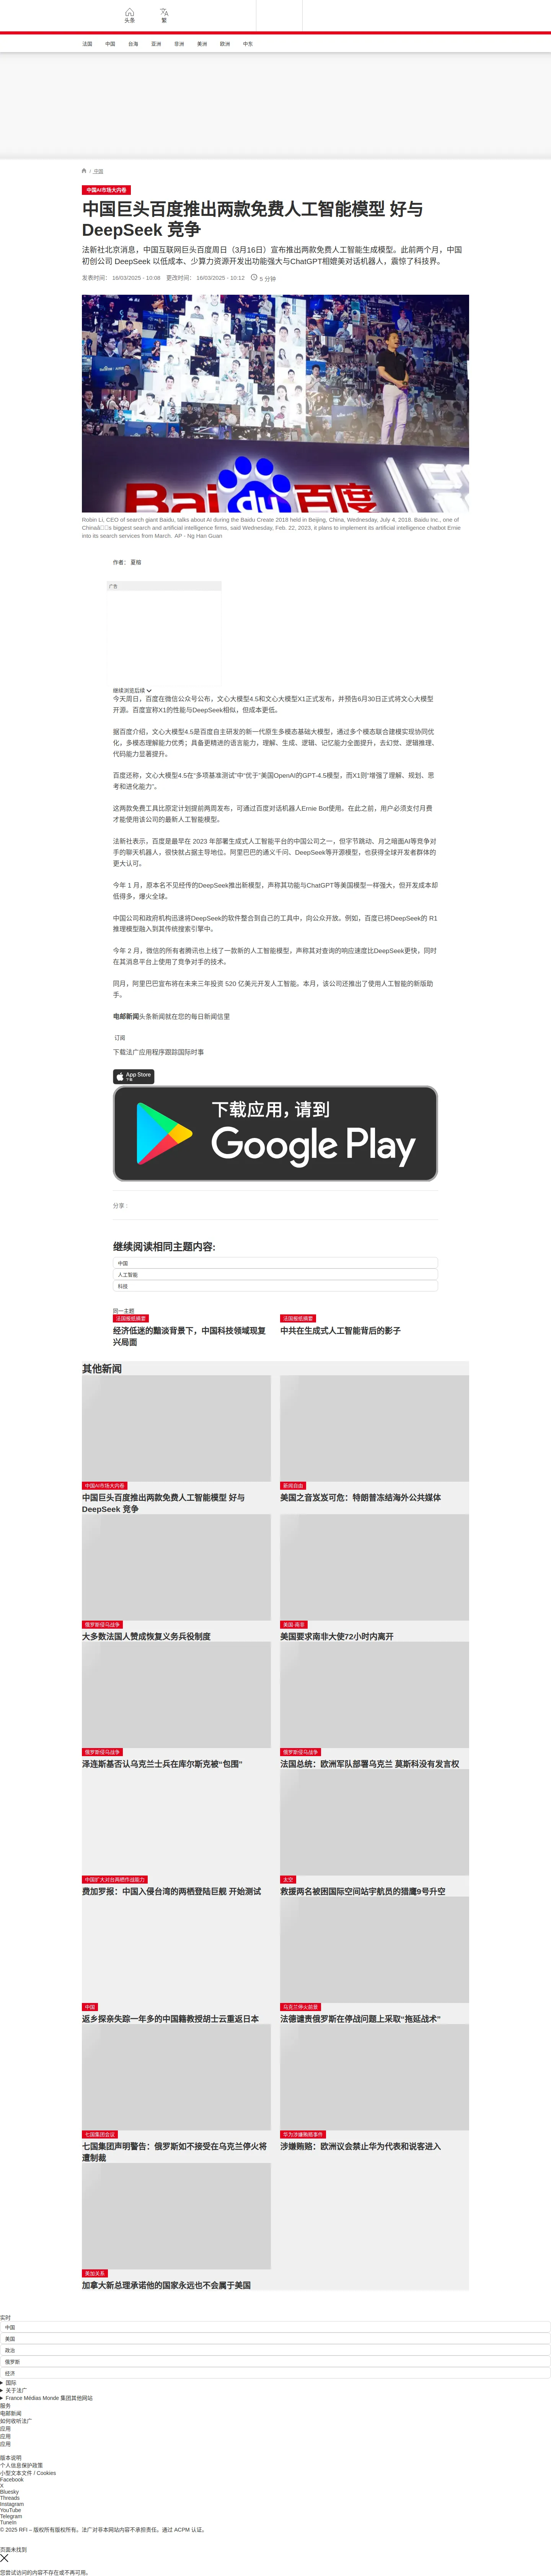 头条
繁
法国
中国
台海
亚洲
非洲
美洲
欧洲
中东
/ 中国
中国AI市场大内卷
中国巨头百度推出两款免费人工智能模型 好与
DeepSeek 竞争
法新社北京消息，中国互联网巨头百度周日（3月16日）宣布推出两款免费人工智能生成模型。此前两个月，中国
初创公司 DeepSeek 以低成本、少算力资源开发出功能强大与ChatGPT相媲美对话机器人，震惊了科技界。
发表时间： 16/03/2025 - 10:08 更改时间： 16/03/2025 - 10:12 5 分钟
Bai百度
Robin Li, CEO of search giant Baidu, talks about AI during the Baidu Create 2018 held in Beijing, China, Wednesday, July 4, 2018. Baidu Inc., one of
Chinaâs biggest search and artificial intelligence firms, said Wednesday, Feb. 22, 2023, it plans to implement its artificial intelligence chatbot Ernie
into its search services from March. AP - Ng Han Guan
作者： 夏榕
广告
继续浏览后续
今天周日，百度在微信公众号公布，文心大模型4.5和文心大模型X1正式发布，并预告6月30日正式将文心大模型
开源。百度宣称X1的性能与DeepSeek相似，但成本更低。
据百度介绍，文心大模型4.5是百度自主研发的新一代原生多模态基础大模型，通过多个模态联合建模实现协同优
化，多模态理解能力优秀；具备更精进的语言能力，理解、生成、逻辑、记忆能力全面提升，去幻觉、逻辑推理、
代码能力显著提升。
百度还称，文心大模型4.5在“多项基准测试”中“优于”美国OpenAI的GPT-4.5模型，而X1则“增强了理解、规划、思
考和进化能力”。
这两款免费工具比原定计划提前两周发布，可通过百度对话机器人Ernie Bot使用。在此之前，用户必须支付月费
才能使用该公司的最新人工智能模型。
法新社表示，百度是最早在 2023 年部署生成式人工智能平台的中国公司之一，但字节跳动、月之暗面AI等竞争对
手的聊天机器人，很快就占据主导地位。阿里巴巴的通义千问、DeepSeek等开源模型，也获得全球开发者群体的
更大认可。
今年 1 月，原本名不见经传的DeepSeek推出新模型，声称其功能与ChatGPT等美国模型一样强大，但开发成本却
低得多，爆火全球。
中国公司和政府机构迅速将DeepSeek的软件整合到自己的工具中，向公众开放。例如，百度已将DeepSeek的 R1
推理模型融入到其传统搜索引擎中。
今年 2 月，微信的所有者腾讯也上线了一款新的人工智能模型，声称其对查询的响应速度比DeepSeek更快，同时
在其消息平台上使用了竞争对手的技术。
同月，阿里巴巴宣布将在未来三年投资 520 亿美元开发人工智能。本月，该公司还推出了使用人工智能的新版助
手。
电邮新闻头条新闻就在您的每日新闻信里
订阅
下载法广应用程序跟踪国际时事
App Store
下载
下载应用，请到
Google Play
分享 :
继续阅读相同主题内容:
中国
人工智能
科技
同一主题
法国报纸摘要
经济低迷的黯淡背景下，中国科技领域现复
兴局面
法国报纸摘要
中共在生成式人工智能背后的影子
其他新闻
中国AI市场大内卷
中国巨头百度推出两款免费人工智能模型 好与
DeepSeek 竞争
新闻自由
美国之音岌岌可危：特朗普冻结海外公共媒体
俄罗斯侵乌战争
大多数法国人赞成恢复义务兵役制度
美国·南非
美国要求南非大使72小时内离开
俄罗斯侵乌战争
泽连斯基否认乌克兰士兵在库尔斯克被“包围”
俄罗斯侵乌战争
法国总统：欧洲军队部署乌克兰 莫斯科没有发言权
中国扩大对台两栖作战能力
费加罗报：中国入侵台湾的两栖登陆巨舰 开始测试
太空
救援两名被困国际空间站宇航员的猎鹰9号升空
中国
返乡探亲失踪一年多的中国籍教授胡士云重返日本
乌克兰停火前景
法德谴责俄罗斯在停战问题上采取“拖延战术”
七国集团会议
七国集团声明警告：俄罗斯如不接受在乌克兰停火将
遭制裁
华为涉嫌贿赂事件
涉嫌贿赂：欧洲议会禁止华为代表和说客进入
美加关系
加拿大新总理承诺他的国家永远也不会属于美国
实时
中国
美国
政治
俄罗斯
经济
国际
关于法广
France Médias Monde 集团其他网站
服务
电邮新闻
如何收听法广
应用
应用
应用
版本说明
个人信息保护政策
小型文本文件 / Cookies
Facebook
X
Bluesky
Threads
Instagram
YouTube
Telegram
TuneIn
© 2025 RFI – 版权所有版权所有。法广对非本网站内容不承担责任。通过 ACPM 认证。
页面未找到
您尝试访问的内容不存在或不再可用。